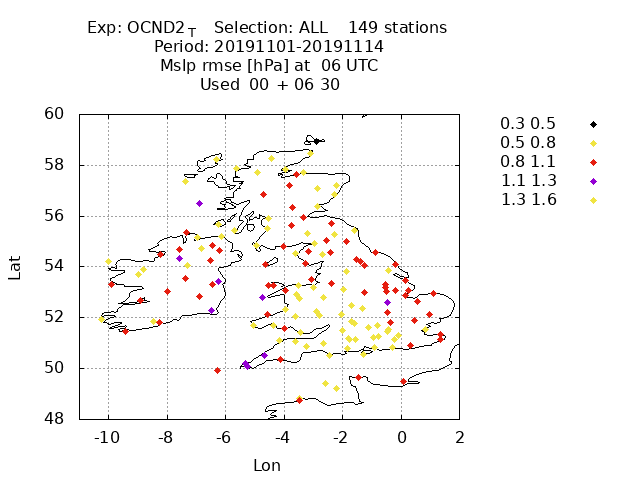 Exp: OCND2_T Selection: ALL 149 stations
Period: 20191101-20191114
Mslp rmse [hPa] at 06 UTC
Used 00 + 06 30
0.3 0.5
0.5 0.8
0.8 1.1
1.1 1.3
1.3 1.6
60
58
56
54
52
50
48
Lat
-10 -8 -6 -4 -2 0 2
Lon